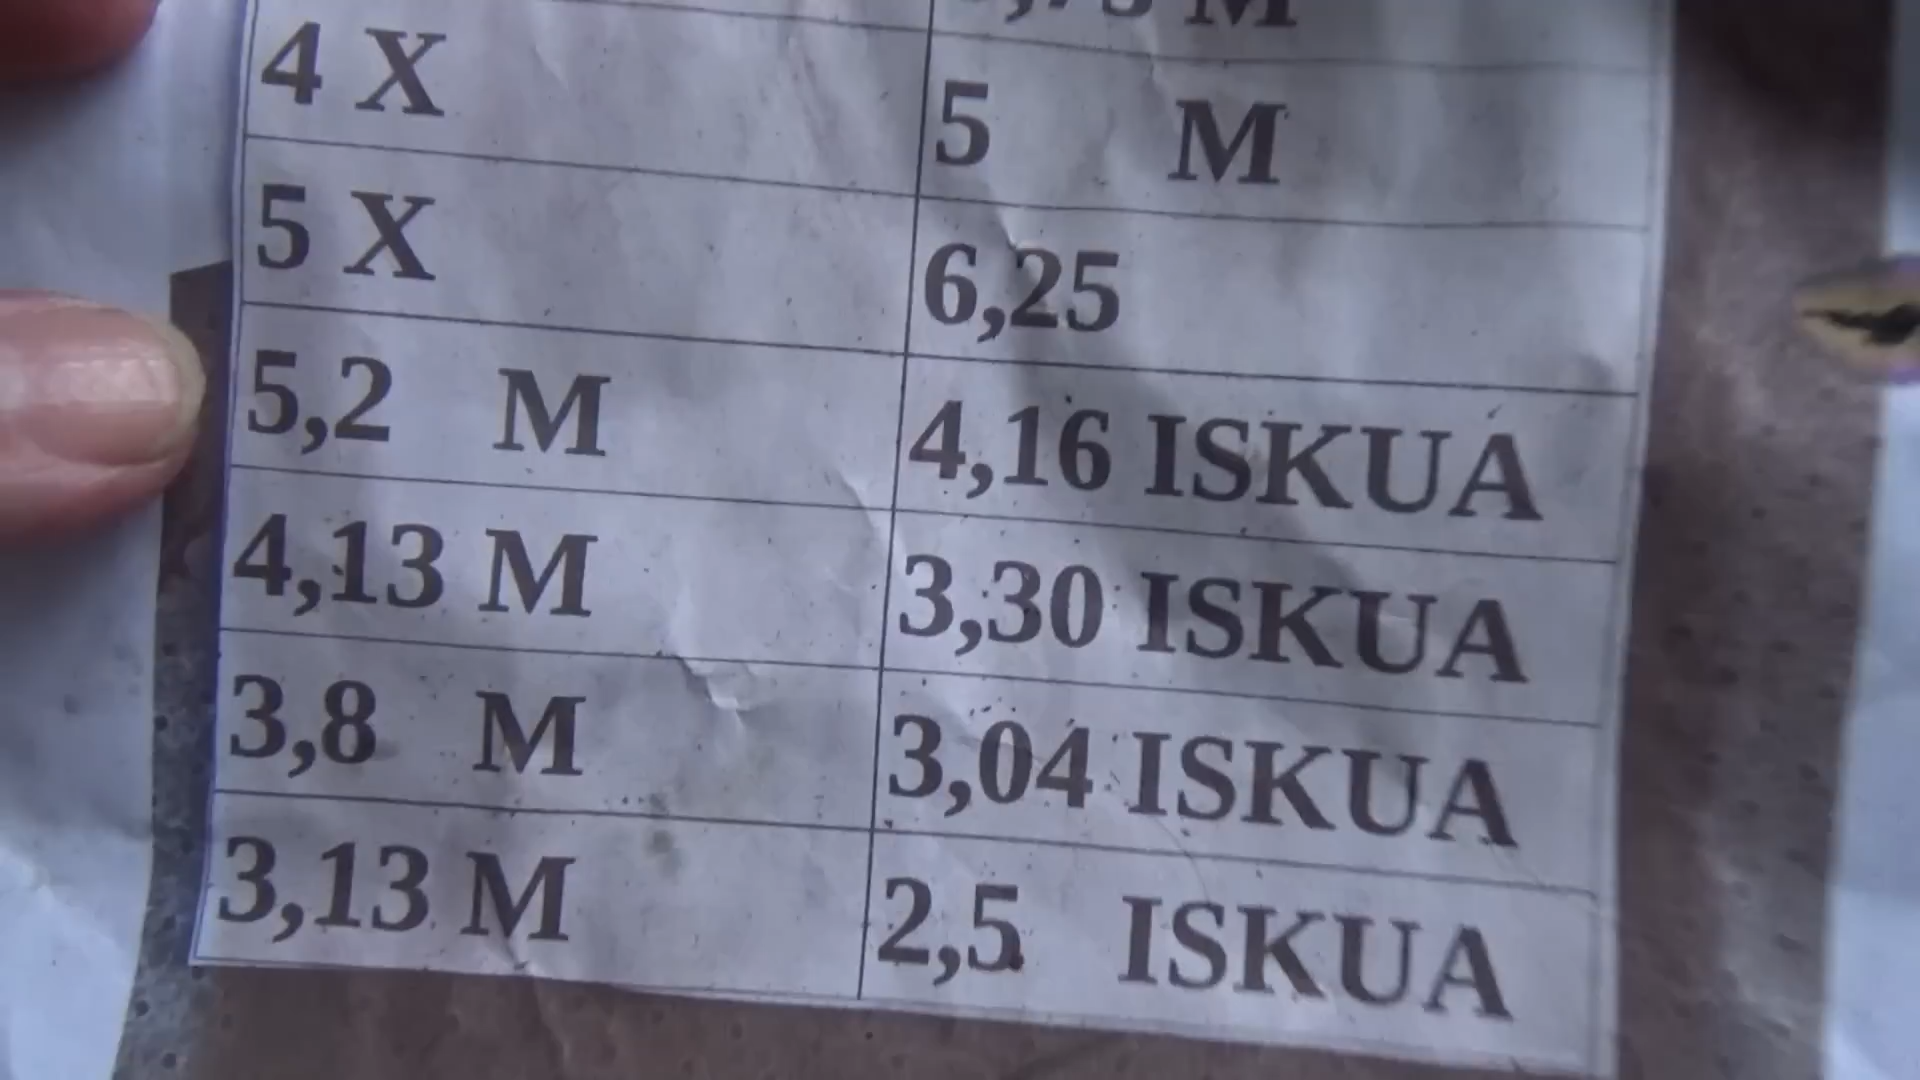 M
4 X 5 M
5 X 6,25
5,2 M 4,16 ISKUA
4,13 M 3,30 ISKUA
3,8 M 3,04 ISKUA
3,13 M 2,5 ISKUA